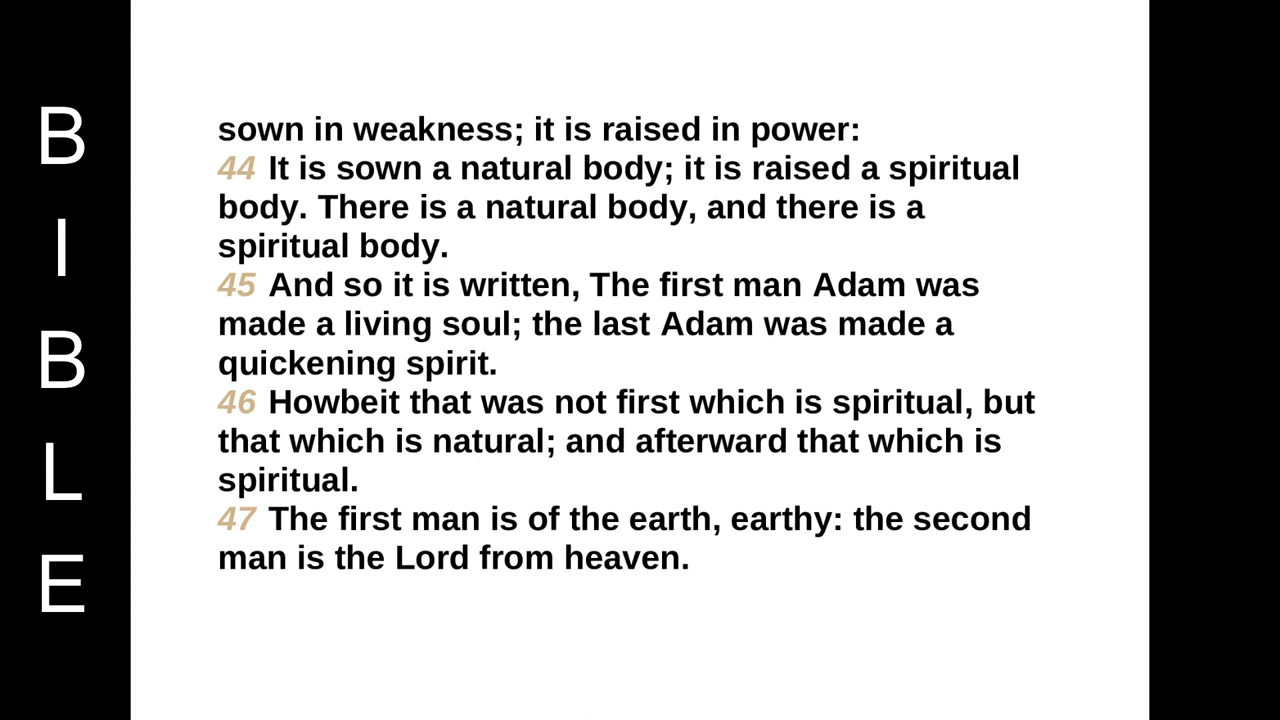 BIBLE
sown in weakness; it is raised in power:
44 It is sown a natural body; it is raised a spiritual
body. There is a natural body, and there is a
spiritual body.
45 And so it is written, The first man Adam was
made a living soul; the last Adam was made a
quickening spirit.
46 Howbeit that was not first which is spiritual, but
that which is natural; and afterward that which is
spiritual.
47 The first man is of the earth, earthy: the second
man is the Lord from heaven.